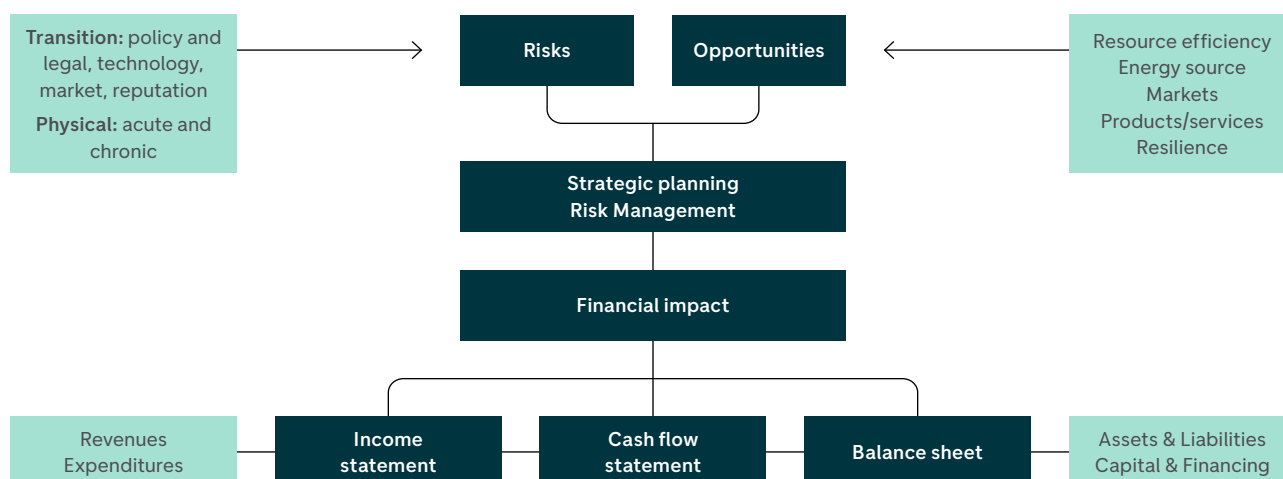 Transition: policy and
legal, technology,
market, reputation
Physical: acute and
chronic
Risks
Opportunities
Resource efficiency
Energy source
Markets
Products/services
Resilience
Strategic planning
Risk Management
Financial impact
Revenues
Expenditures
Income
statement
Cash flow
statement
Balance sheet
Assets & Liabilities
Capital & Financing